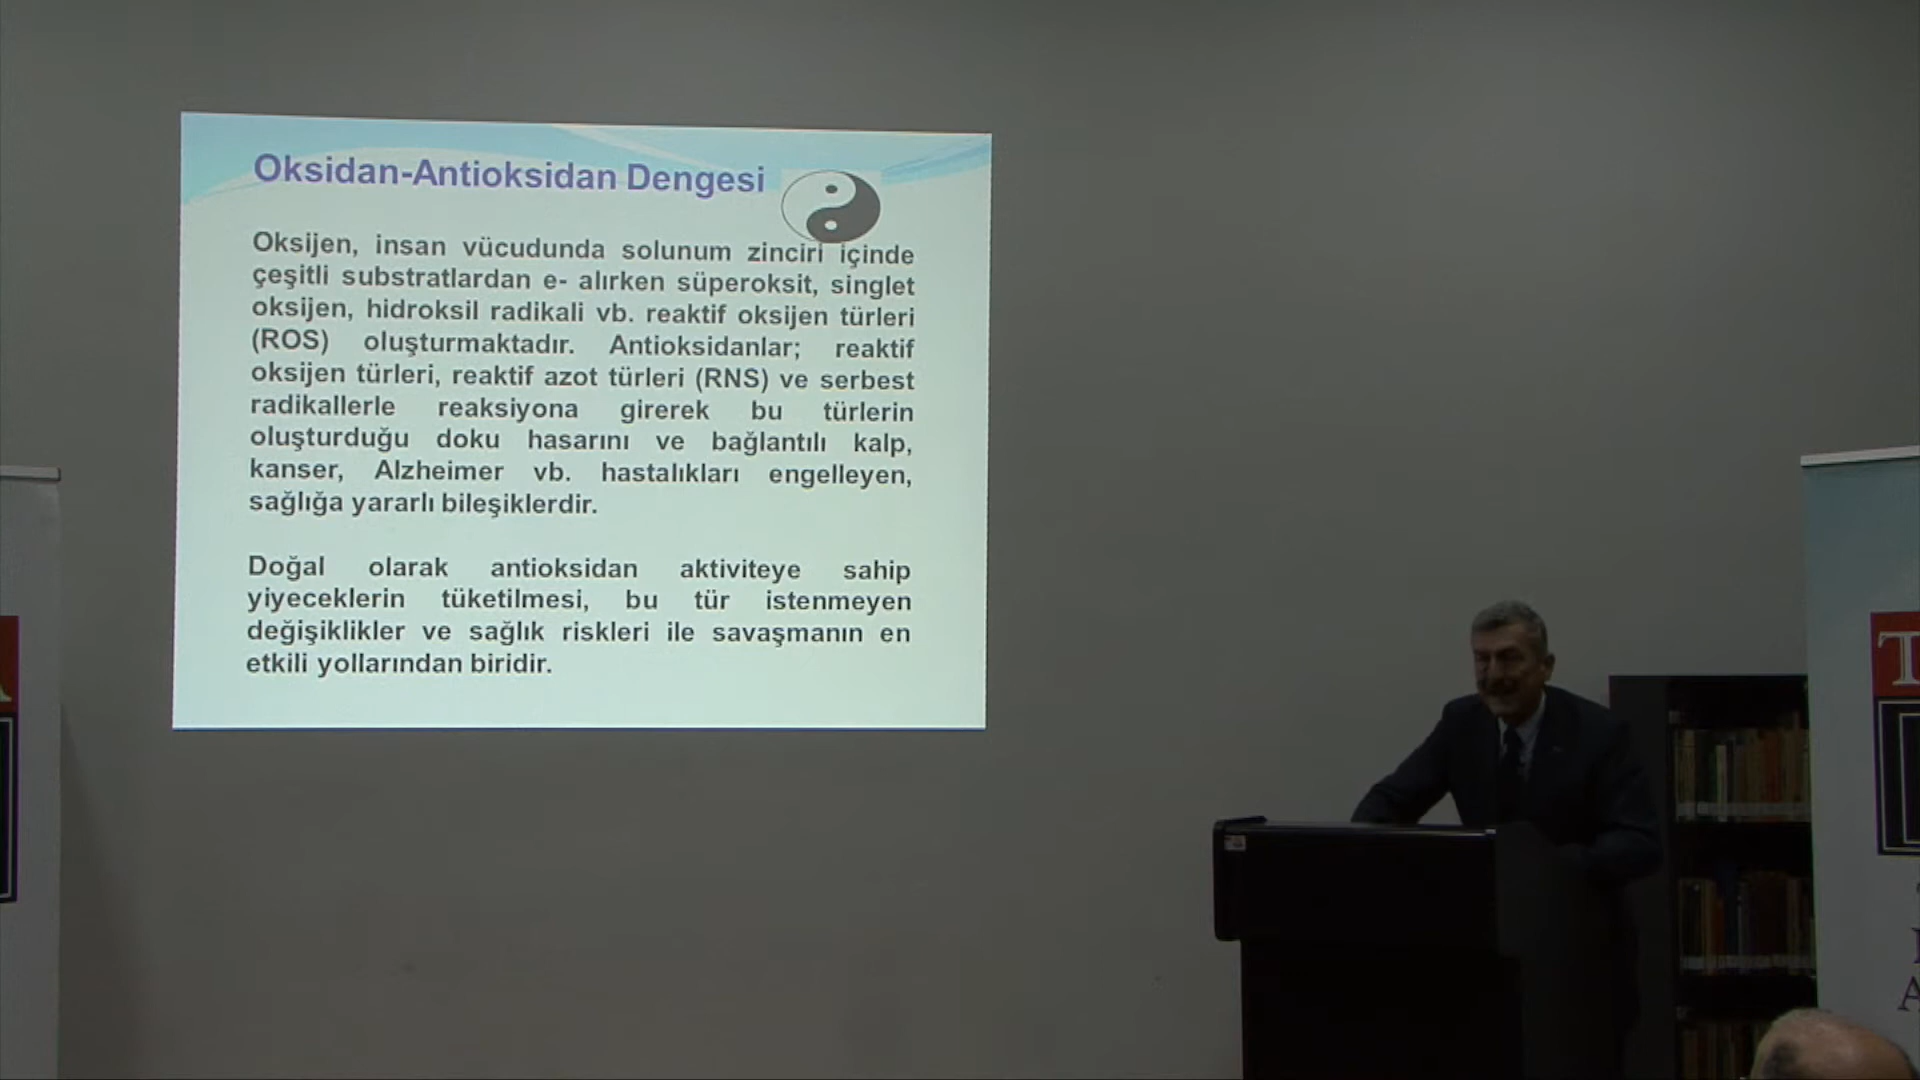 Oksidan-Antioksidan Dengesi
Oksijen, insan vücudunda solunum zinciri içinde
çeşitli substratlardan e- alırken süperoksit, singlet
oksijen, hidroksil radikali vb. reaktif oksijen türleri
(ROS) oluşturmaktadır. Antioksidanlar; reaktif
oksijen türleri, reaktif azot türleri (RNS) ve serbest
radikallerle reaksiyona girerek bu türlerin
oluşturduğu doku hasarını ve bağlantılı kalp,
kanser, Alzheimer vb. hastalıkları engelleyen,
sağlığa yararlı bileşiklerdir.
Doğal olarak antioksidan aktiviteye sahip
yiyeceklerin tüketilmesi, bu tür istenmeyen
değişiklikler ve sağlık riskleri ile savaşmanın en
etkili yollarından biridir.